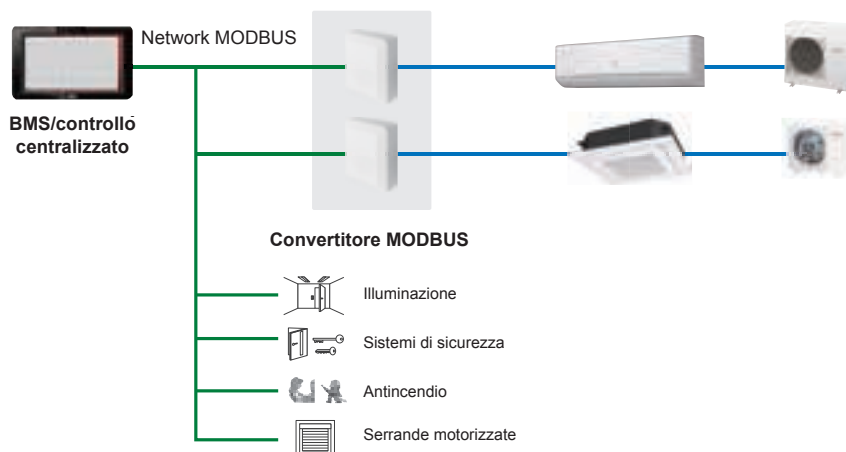 Network MODBUS
BMS/controllo
centralizzato
Convertitore MODBUS
Illuminazione
Sistemi di sicurezza
Antincendio
Serrande motorizzate